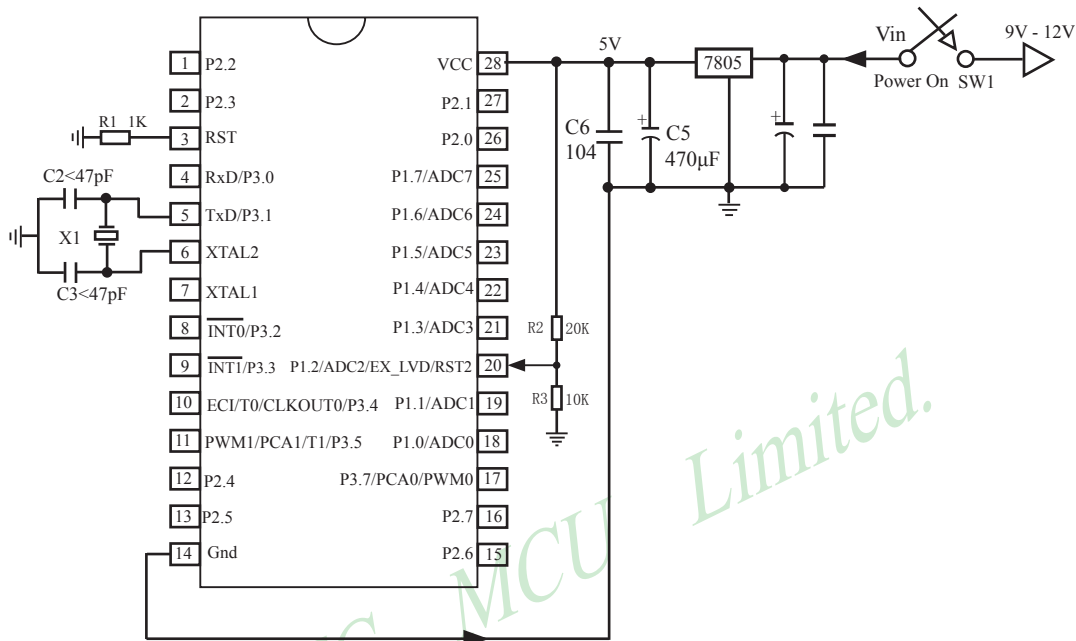 9V - 12V
Vin
5V
7805
Power On SW1
1 P2.2
VCC 28
2 P2.3
P2.1 27
R1 1K
3 RST
P2.0 26
C6
104
C5
470μF
4 RxD/P3.0
P1.7/ADC7 25
C2<47pF
5 TxD/P3.1
P1.6/ADC6 24
X1
6 XTAL2
P1.5/ADC5 23
C3<47pF
7 XTAL1
P1.4/ADC4 22
8 INT0/P3.2
P1.3/ADC3 21
R2 20K
9 INT1/P3.3
P1.2/ADC2/EX_LVD/RST2 20
10 ECI/T0/CLKOUT0/P3.4
P1.1/ADC1 19
R3 10K
11 PWM1/PCA1/T1/P3.5
P1.0/ADC0 18
12 P2.4
P3.7/PCA0/PWM0 17
13 P2.5
P2.7 16
14 Gnd
P2.6 15
MCU Limited.